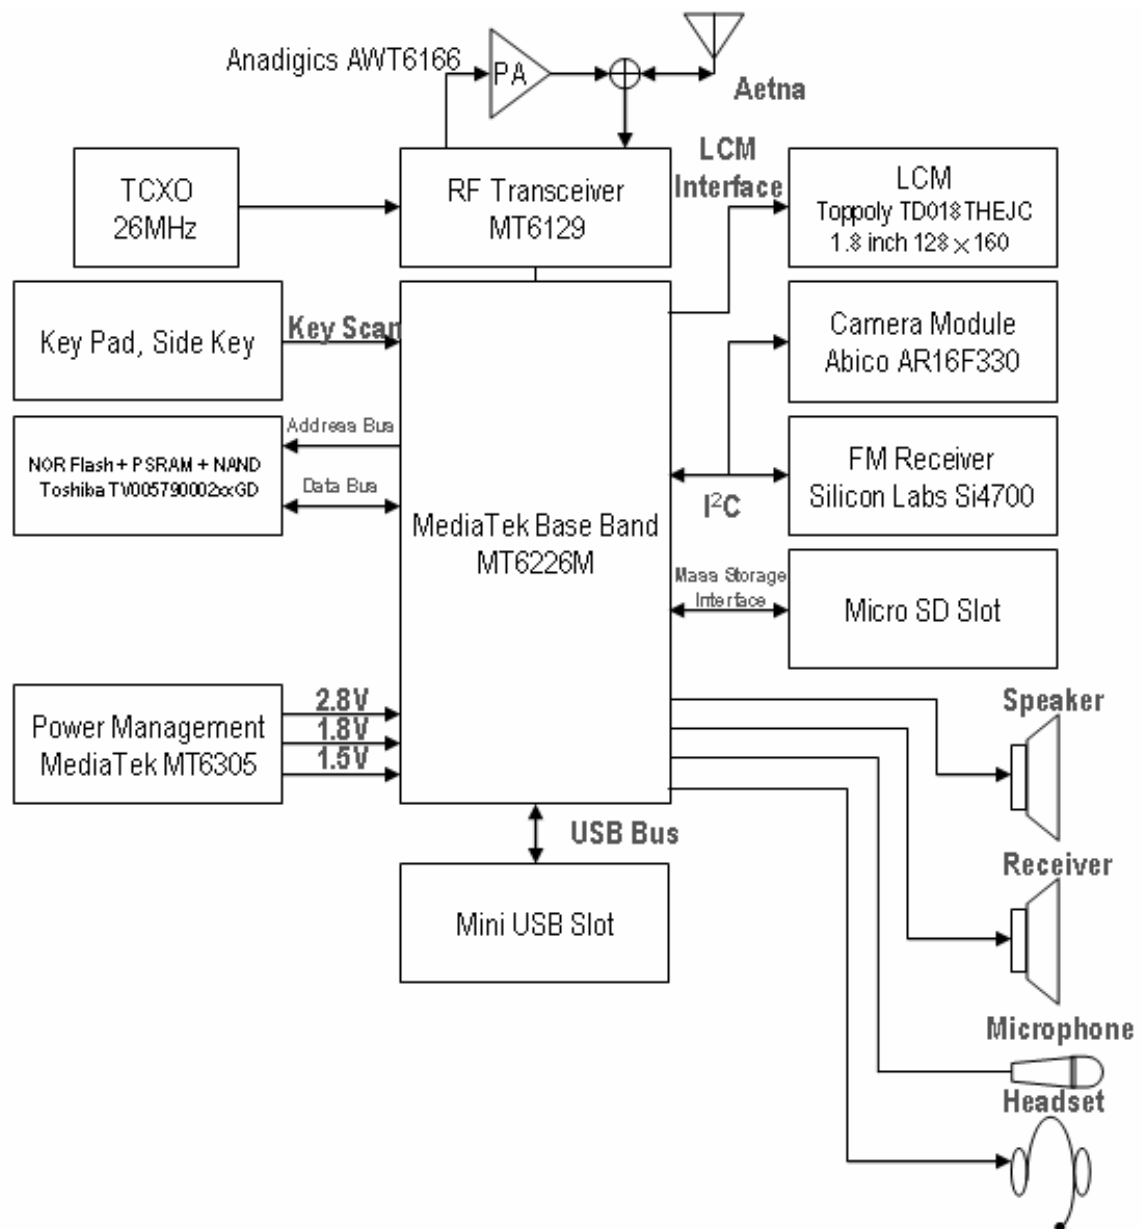 Anadigics AWT6166
PA
Aetna
TCXO
26MHz
RF Transceiver
MT6129
LCM
Interface
LCM
Toppoly TD018THEJC
1.8 inch 128 × 160
Key Pad, Side Key
Key Scan
Camera Module
Abico AR16F330
Address Bus
NOR Flash + PSRAM + NAND
Toshiba TV005790002xxGD
Data Bus
MediaTek Base Band
MT6226M
I²C
FM Receiver
Silicon Labs Si4700
Mass Storage
Interface
Micro SD Slot
Power Management
MediaTek MT6305
2.8V
1.8V
1.5V
Speaker
USB Bus
Mini USB Slot
Receiver
Microphone
Headset